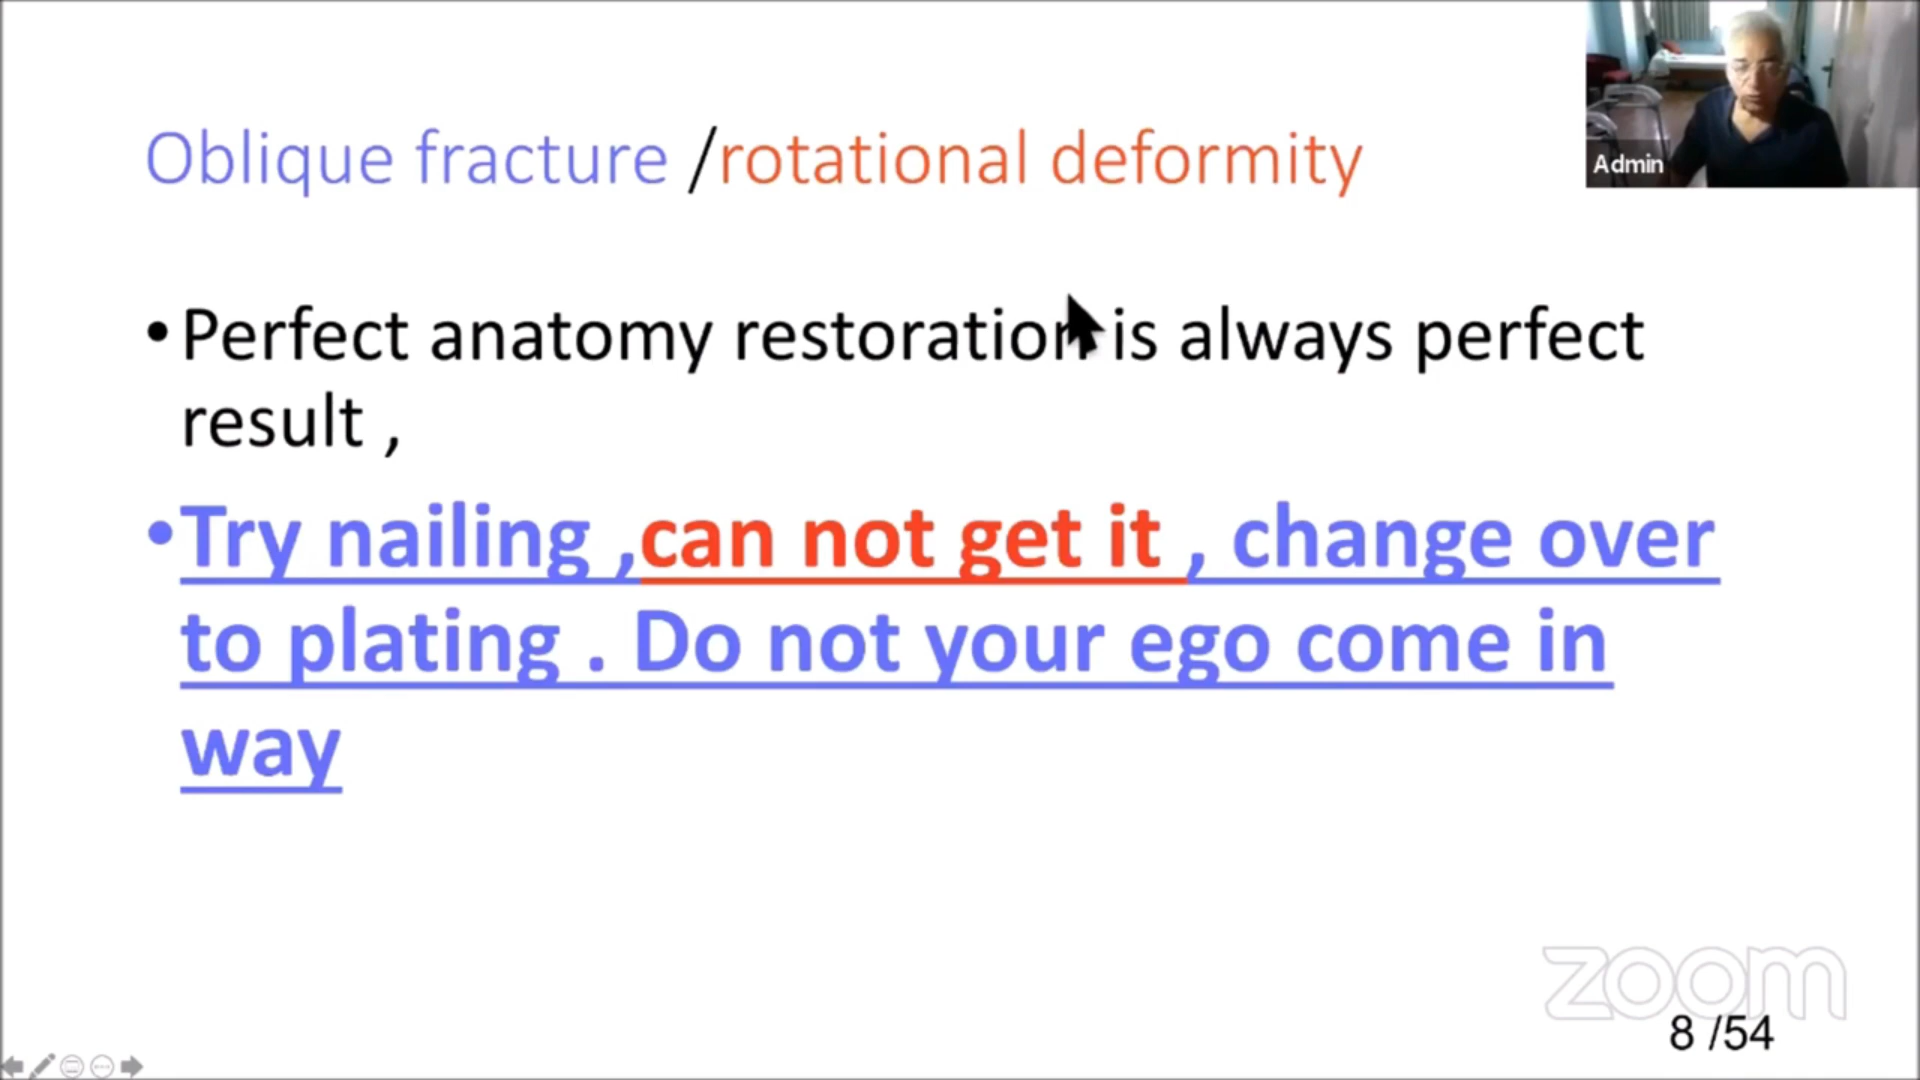 Oblique fracture /rotational deformity
Admin
•Perfect anatomy restoration is always perfect
result ,
•Try nailing ,can not get it , change over
to plating . Do not your ego come in
way
zoom
8 /54